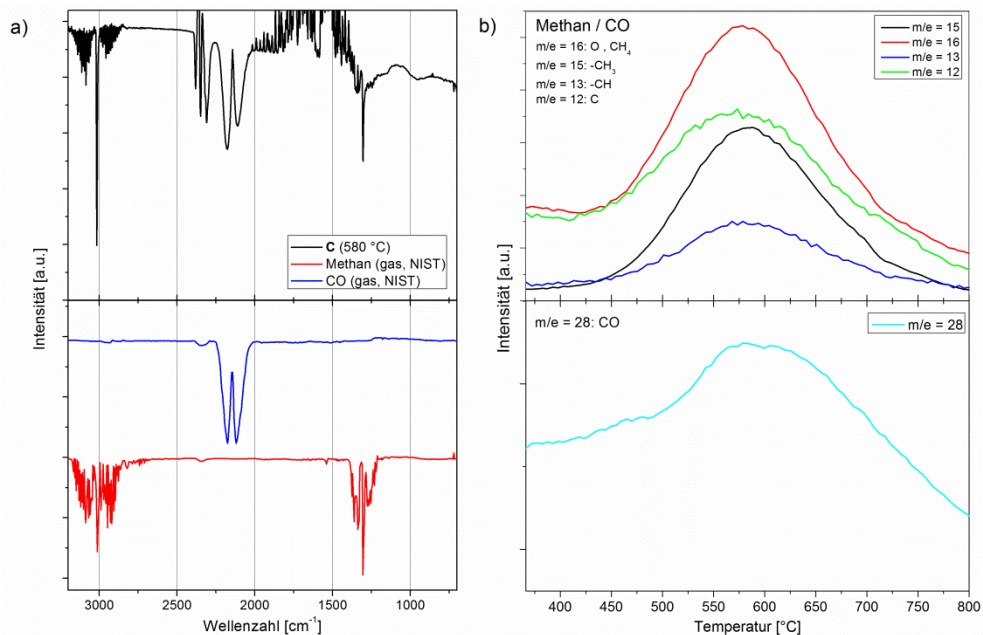 a)
Intensität [a.u.]
C (580 °C)
Methan (gas, NIST)
CO (gas, NIST)
3000 2500 2000 1500 1000
Wellenzahl [cm⁻¹]
b)
Intensität [a.u.]
Methan / CO
m/e = 16: O , CH₄
m/e = 15: -CH₃
m/e = 13: -CH
m/e = 12: C
m/e = 15
m/e = 16
m/e = 13
m/e = 12
m/e = 28: CO
m/e = 28
400 450 500 550 600 650 700 750 800
Temperatur [°C]